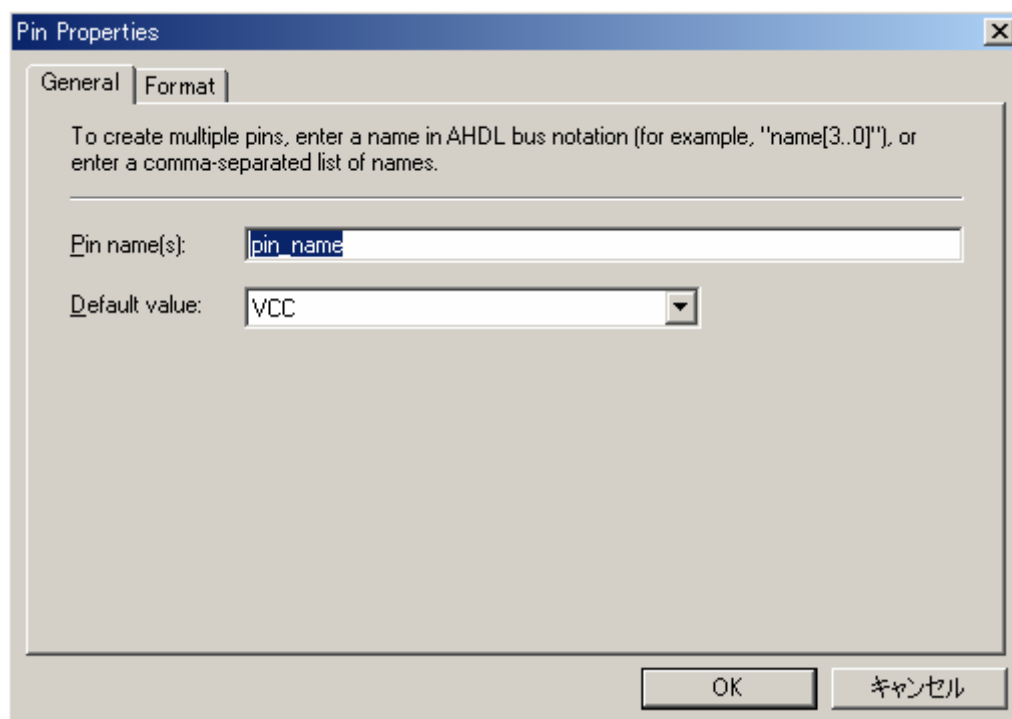 Pin Properties
General
Format
To create multiple pins, enter a name in AHDL bus notation (for example, "name[3..0]"), or
enter a comma-separated list of names.
Pin name(s): pin_name
Default value: VCC
OK キャンセル